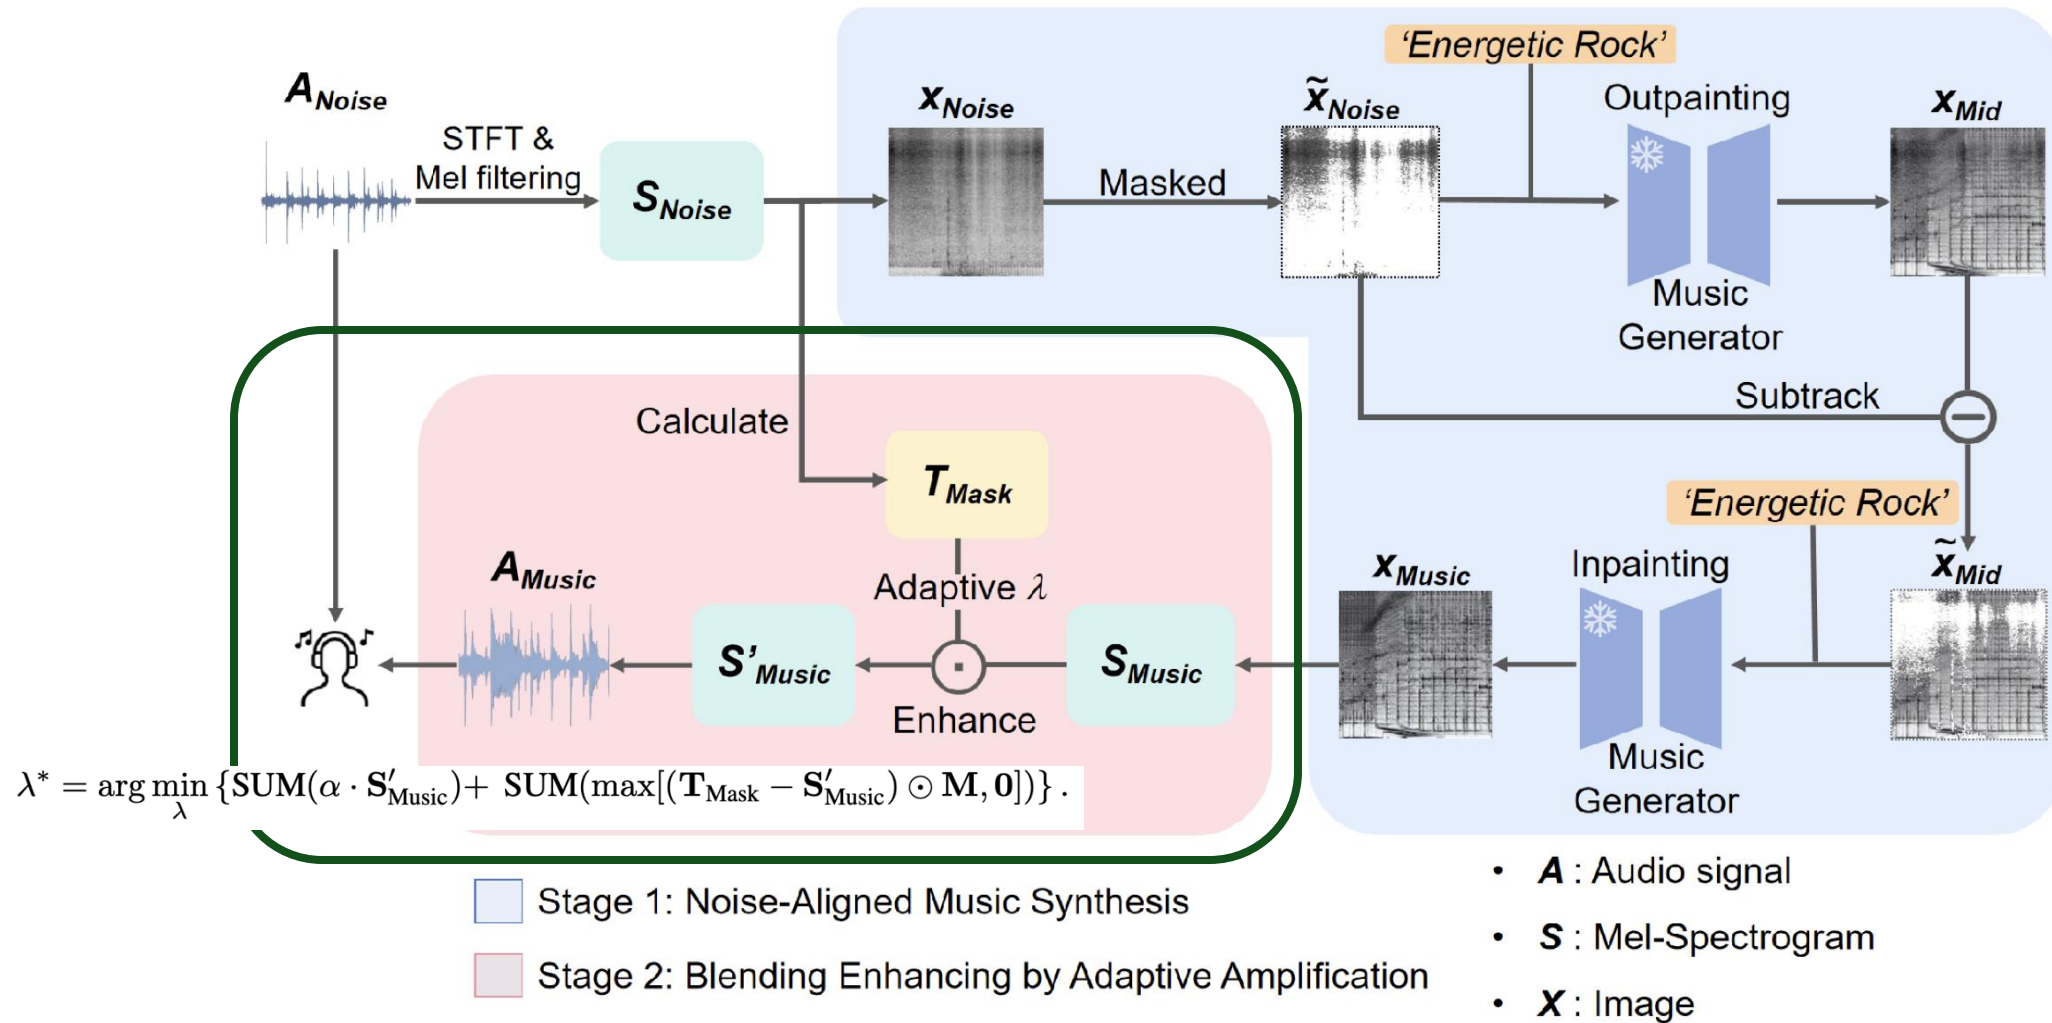 A_Noise
STFT &
Mel filtering
S_Noise
x_Noise
Masked
x̃_Noise
‘Energetic Rock’
Outpainting
Music
Generator
x_Mid
Subtrack
‘Energetic Rock’
x̃_Mid
Inpainting
Music
Generator
x_Music
Calculate
T_Mask
Adaptive λ
S_Music
Enhance
S’_Music
A_Music
λ* = arg min_λ {SUM(α · S′_Music)+ SUM(max[(T_Mask − S′_Music) ⊙ M, 0])} .
Stage 1: Noise-Aligned Music Synthesis
Stage 2: Blending Enhancing by Adaptive Amplification
• A : Audio signal
• S : Mel-Spectrogram
• X : Image